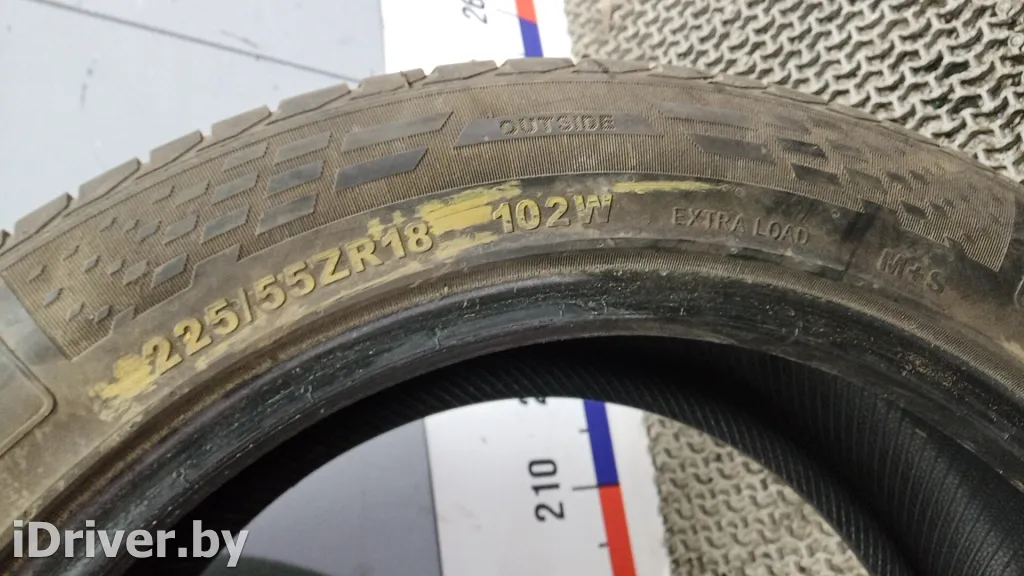 OUTSIDE
225/55ZR18 102W EXTRA LOAD M+S
210
iDriver.by